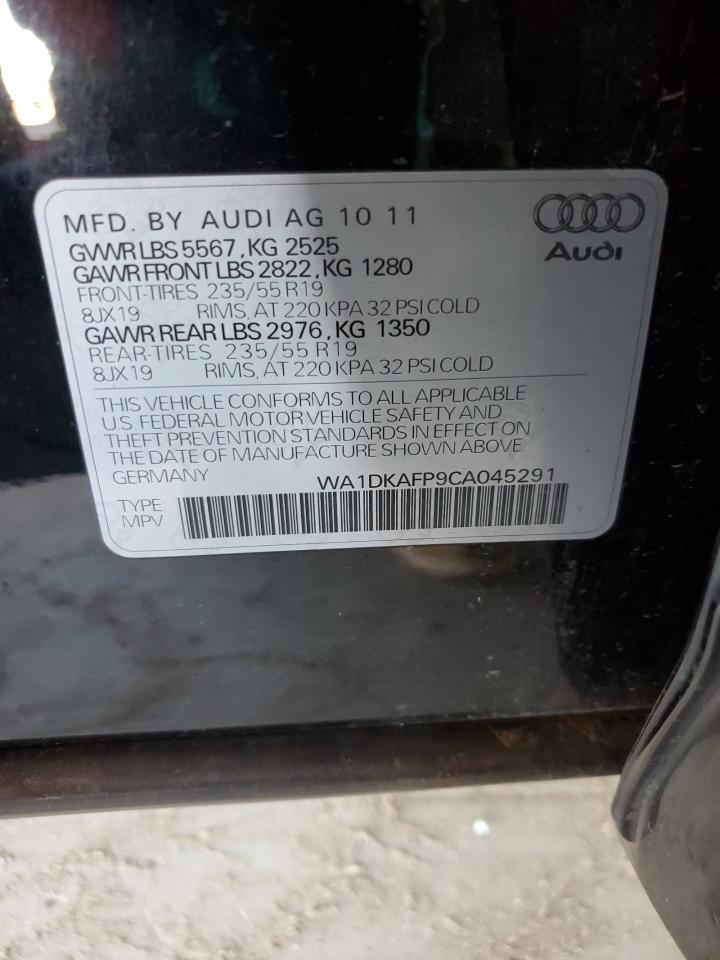 MFD. BY AUDI AG 10 11
Audi
GVWR LBS 5567, KG 2525
GAWR FRONT LBS 2822, KG 1280
FRONT-TIRES 235/55 R19
8JX19 RIMS, AT 220 KPA 32 PSI COLD
GAWR REAR LBS 2976, KG 1350
REAR-TIRES 235/55 R19
8JX19 RIMS, AT 220 KPA 32 PSI COLD
THIS VEHICLE CONFORMS TO ALL APPLICABLE
U.S. FEDERAL MOTOR VEHICLE SAFETY AND
THEFT PREVENTION STANDARDS IN EFFECT ON
THE DATE OF MANUFACTURE SHOWN ABOVE
GERMANY WA1DKAFP9CA045291
TYPE
MPV